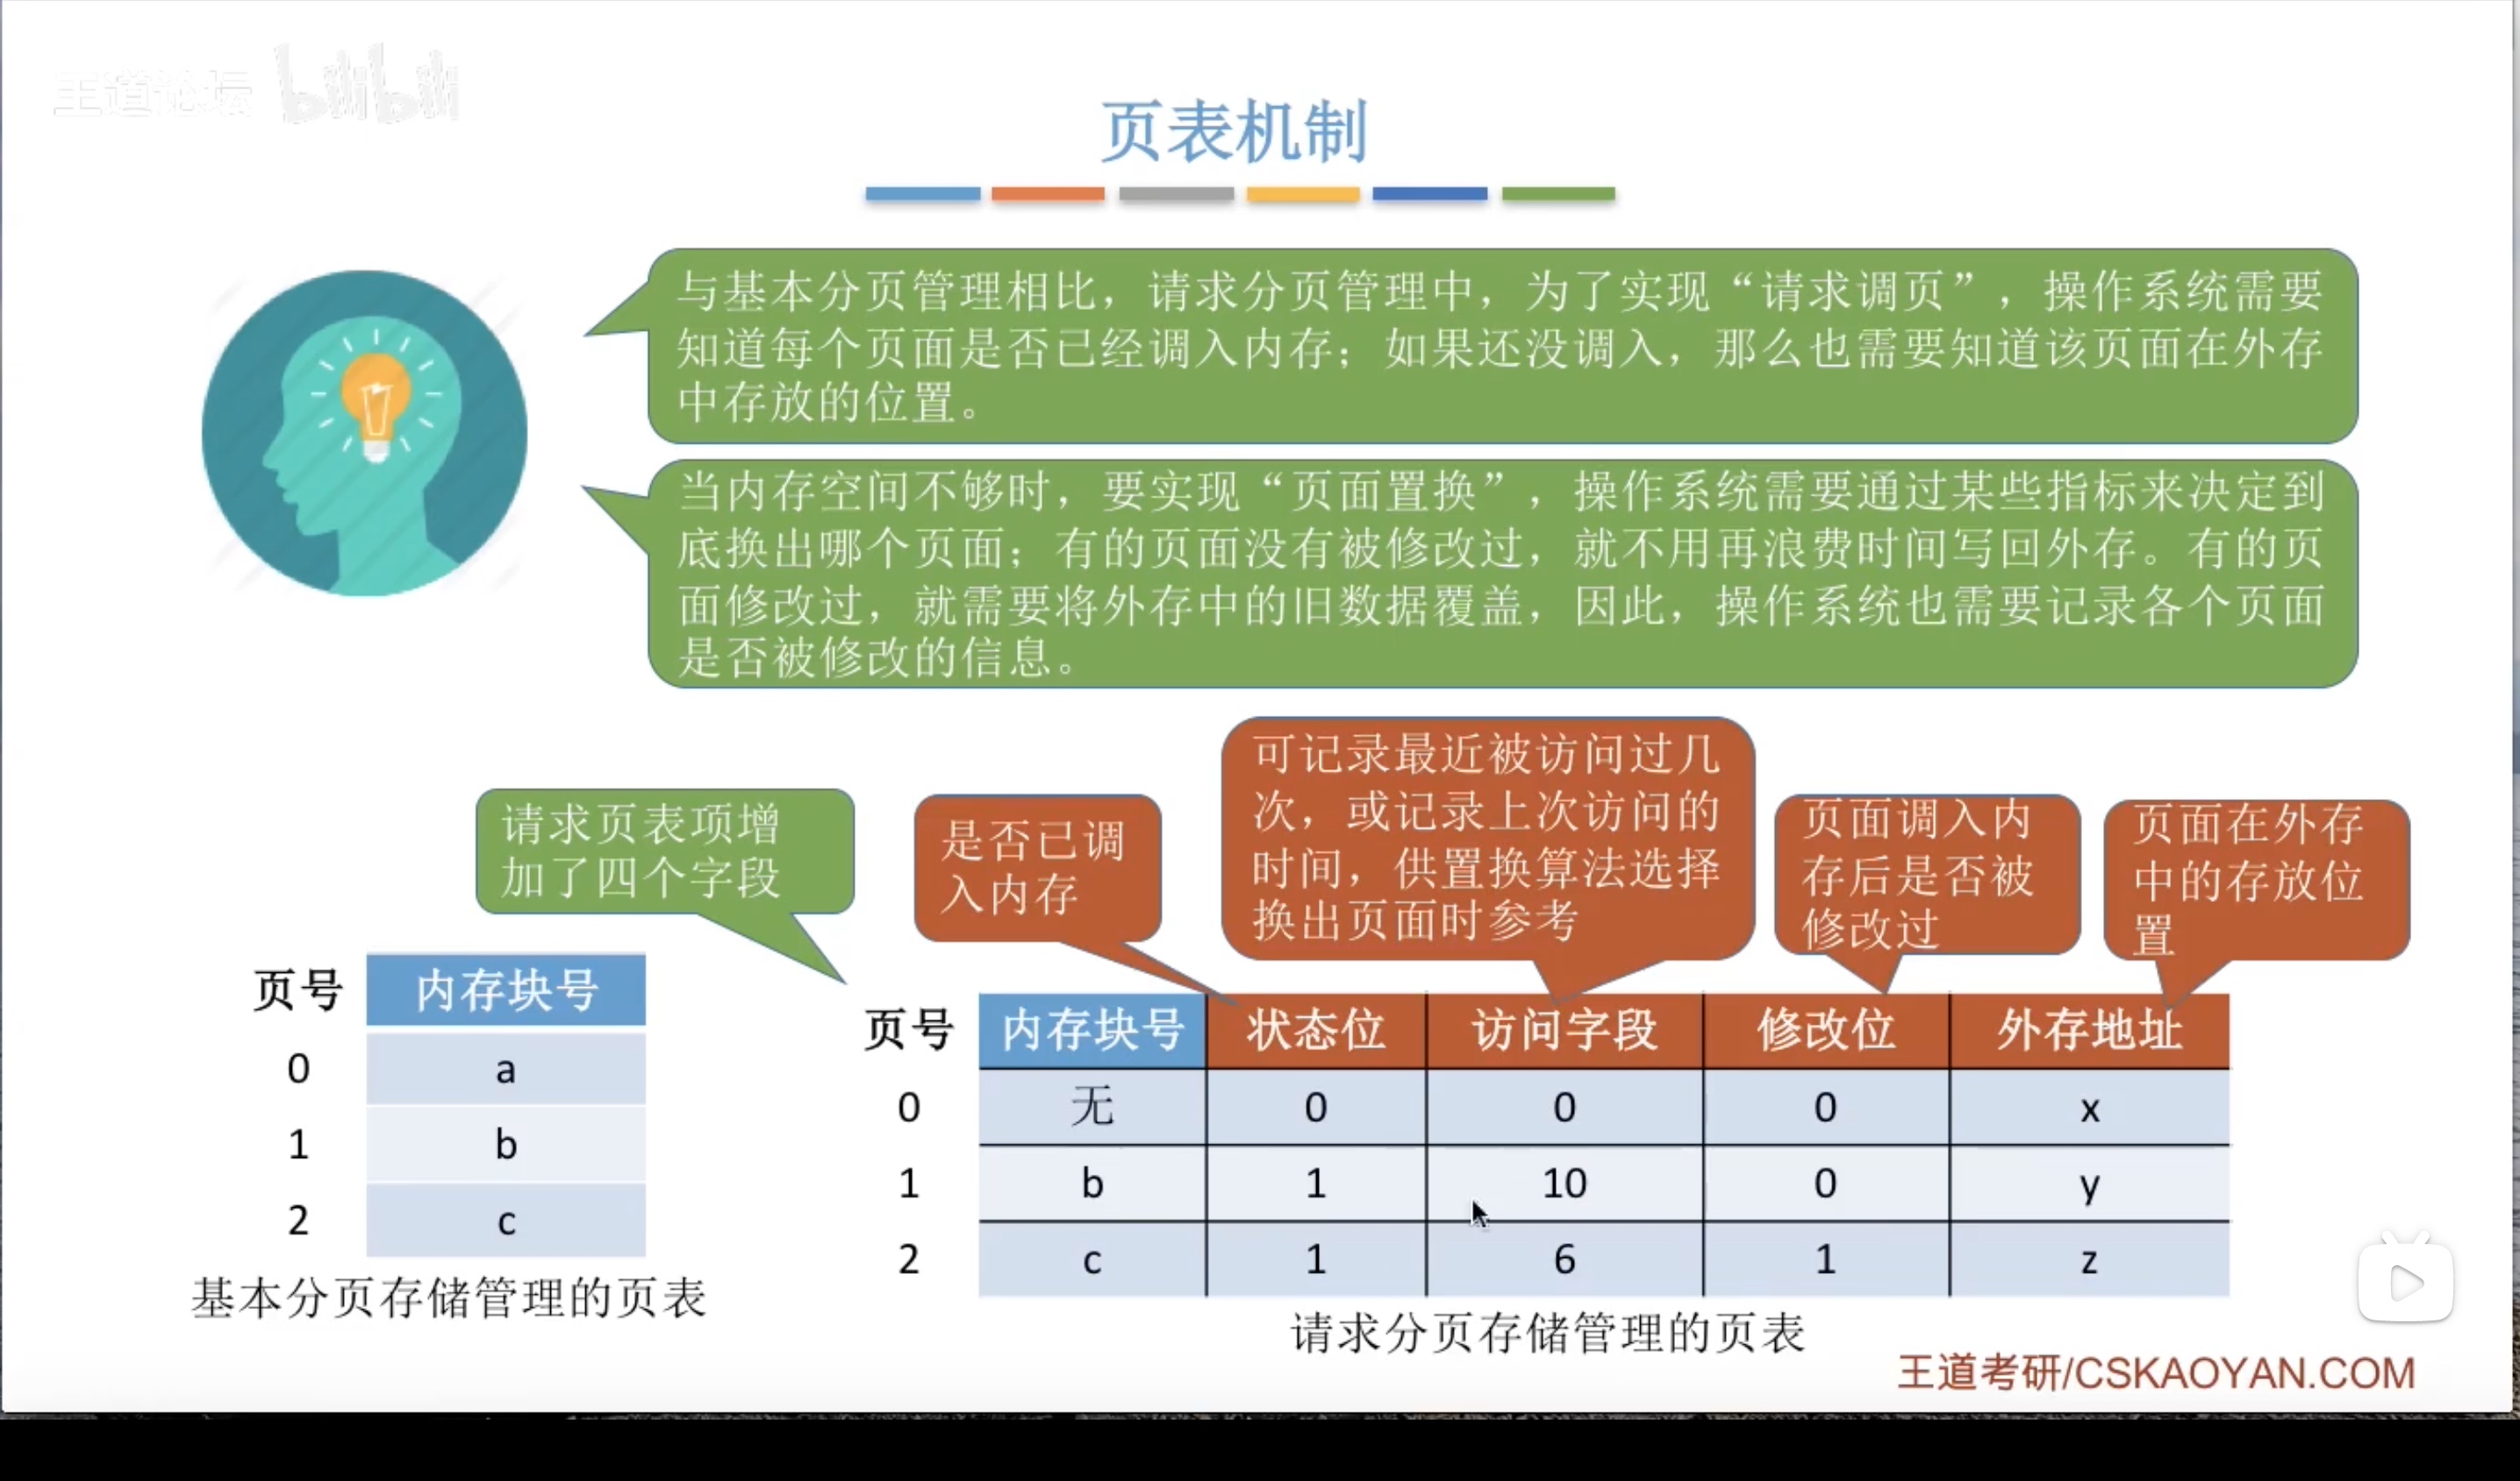 王道论坛 bilibili
页表机制
与基本分页管理相比，请求分页管理中，为了实现“请求调页”，操作系统需要
知道每个页面是否已经调入内存；如果还没调入，那么也需要知道该页面在外存
中存放的位置。
当内存空间不够时，要实现“页面置换”，操作系统需要通过某些指标来决定到
底换出哪个页面；有的页面没有被修改过，就不用再浪费时间写回外存。有的页
面修改过，就需要将外存中的旧数据覆盖，因此，操作系统也需要记录各个页面
是否被修改的信息。
请求页表项增
加了四个字段
是否已调
入内存
可记录最近被访问过几
次，或记录上次访问的
时间，供置换算法选择
换出页面时参考
页面调入内
存后是否被
修改过
页面在外存
中的存放位
置
页号 内存块号
0 a
1 b
2 c
基本分页存储管理的页表
页号 内存块号 状态位 访问字段 修改位 外存地址
0 无 0 0 0 x
1 b 1 10 0 y
2 c 1 6 1 z
请求分页存储管理的页表
王道考研/CSKAOYAN.COM